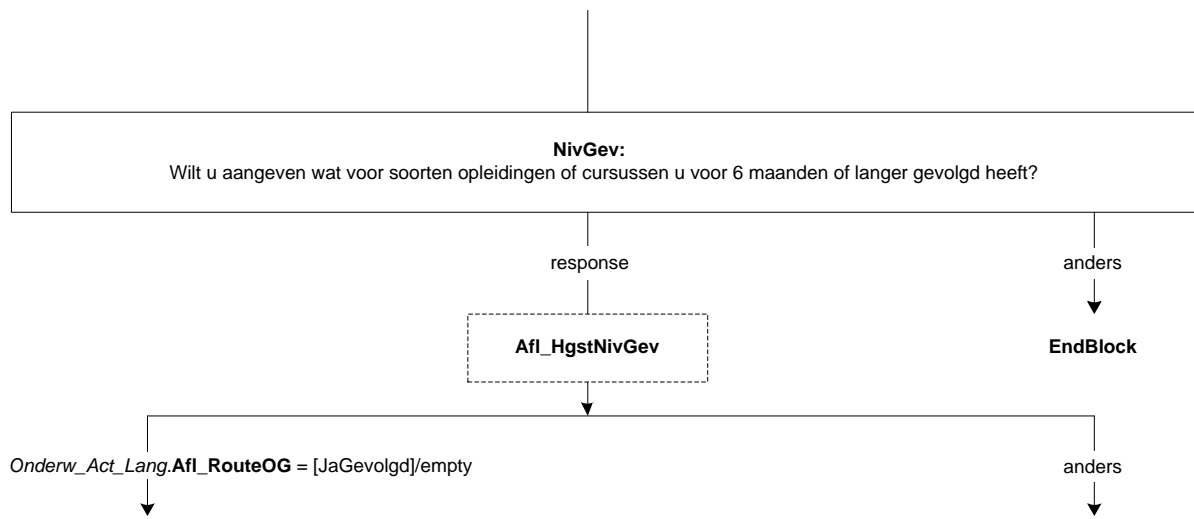 NivGev:
Wilt u aangeven wat voor soorten opleidingen of cursussen u voor 6 maanden of langer gevolgd heeft?
response
anders
Afl_HgstNivGev
EndBlock
Onderw_Act_Lang.Afl_RouteOG = [JaGevolgd]/empty
anders